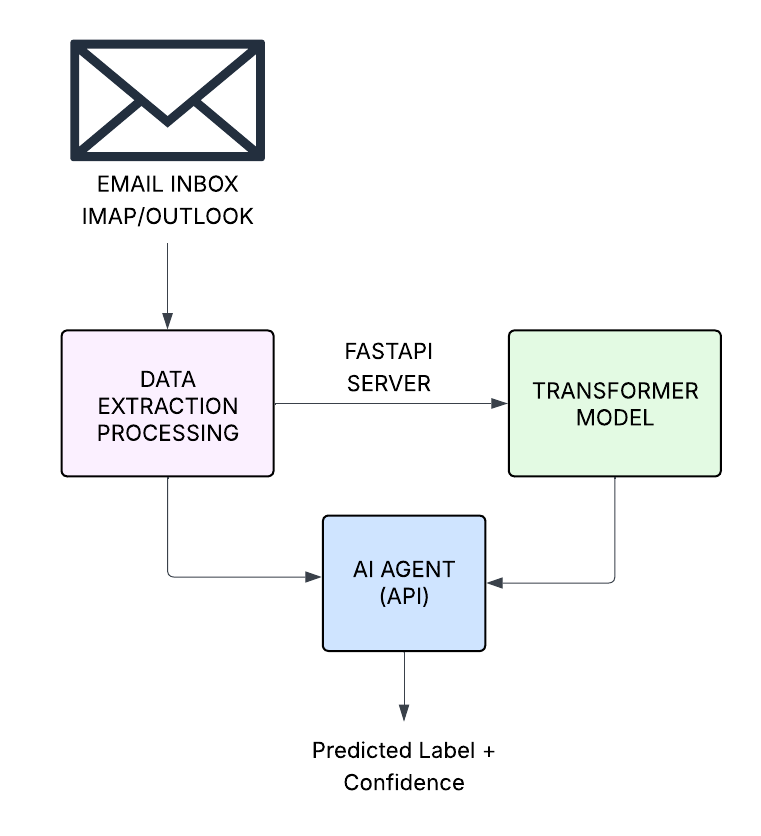 EMAIL INBOX
IMAP/OUTLOOK
DATA
EXTRACTION
PROCESSING
FASTAPI
SERVER
TRANSFORMER
MODEL
AI AGENT
(API)
Predicted Label +
Confidence